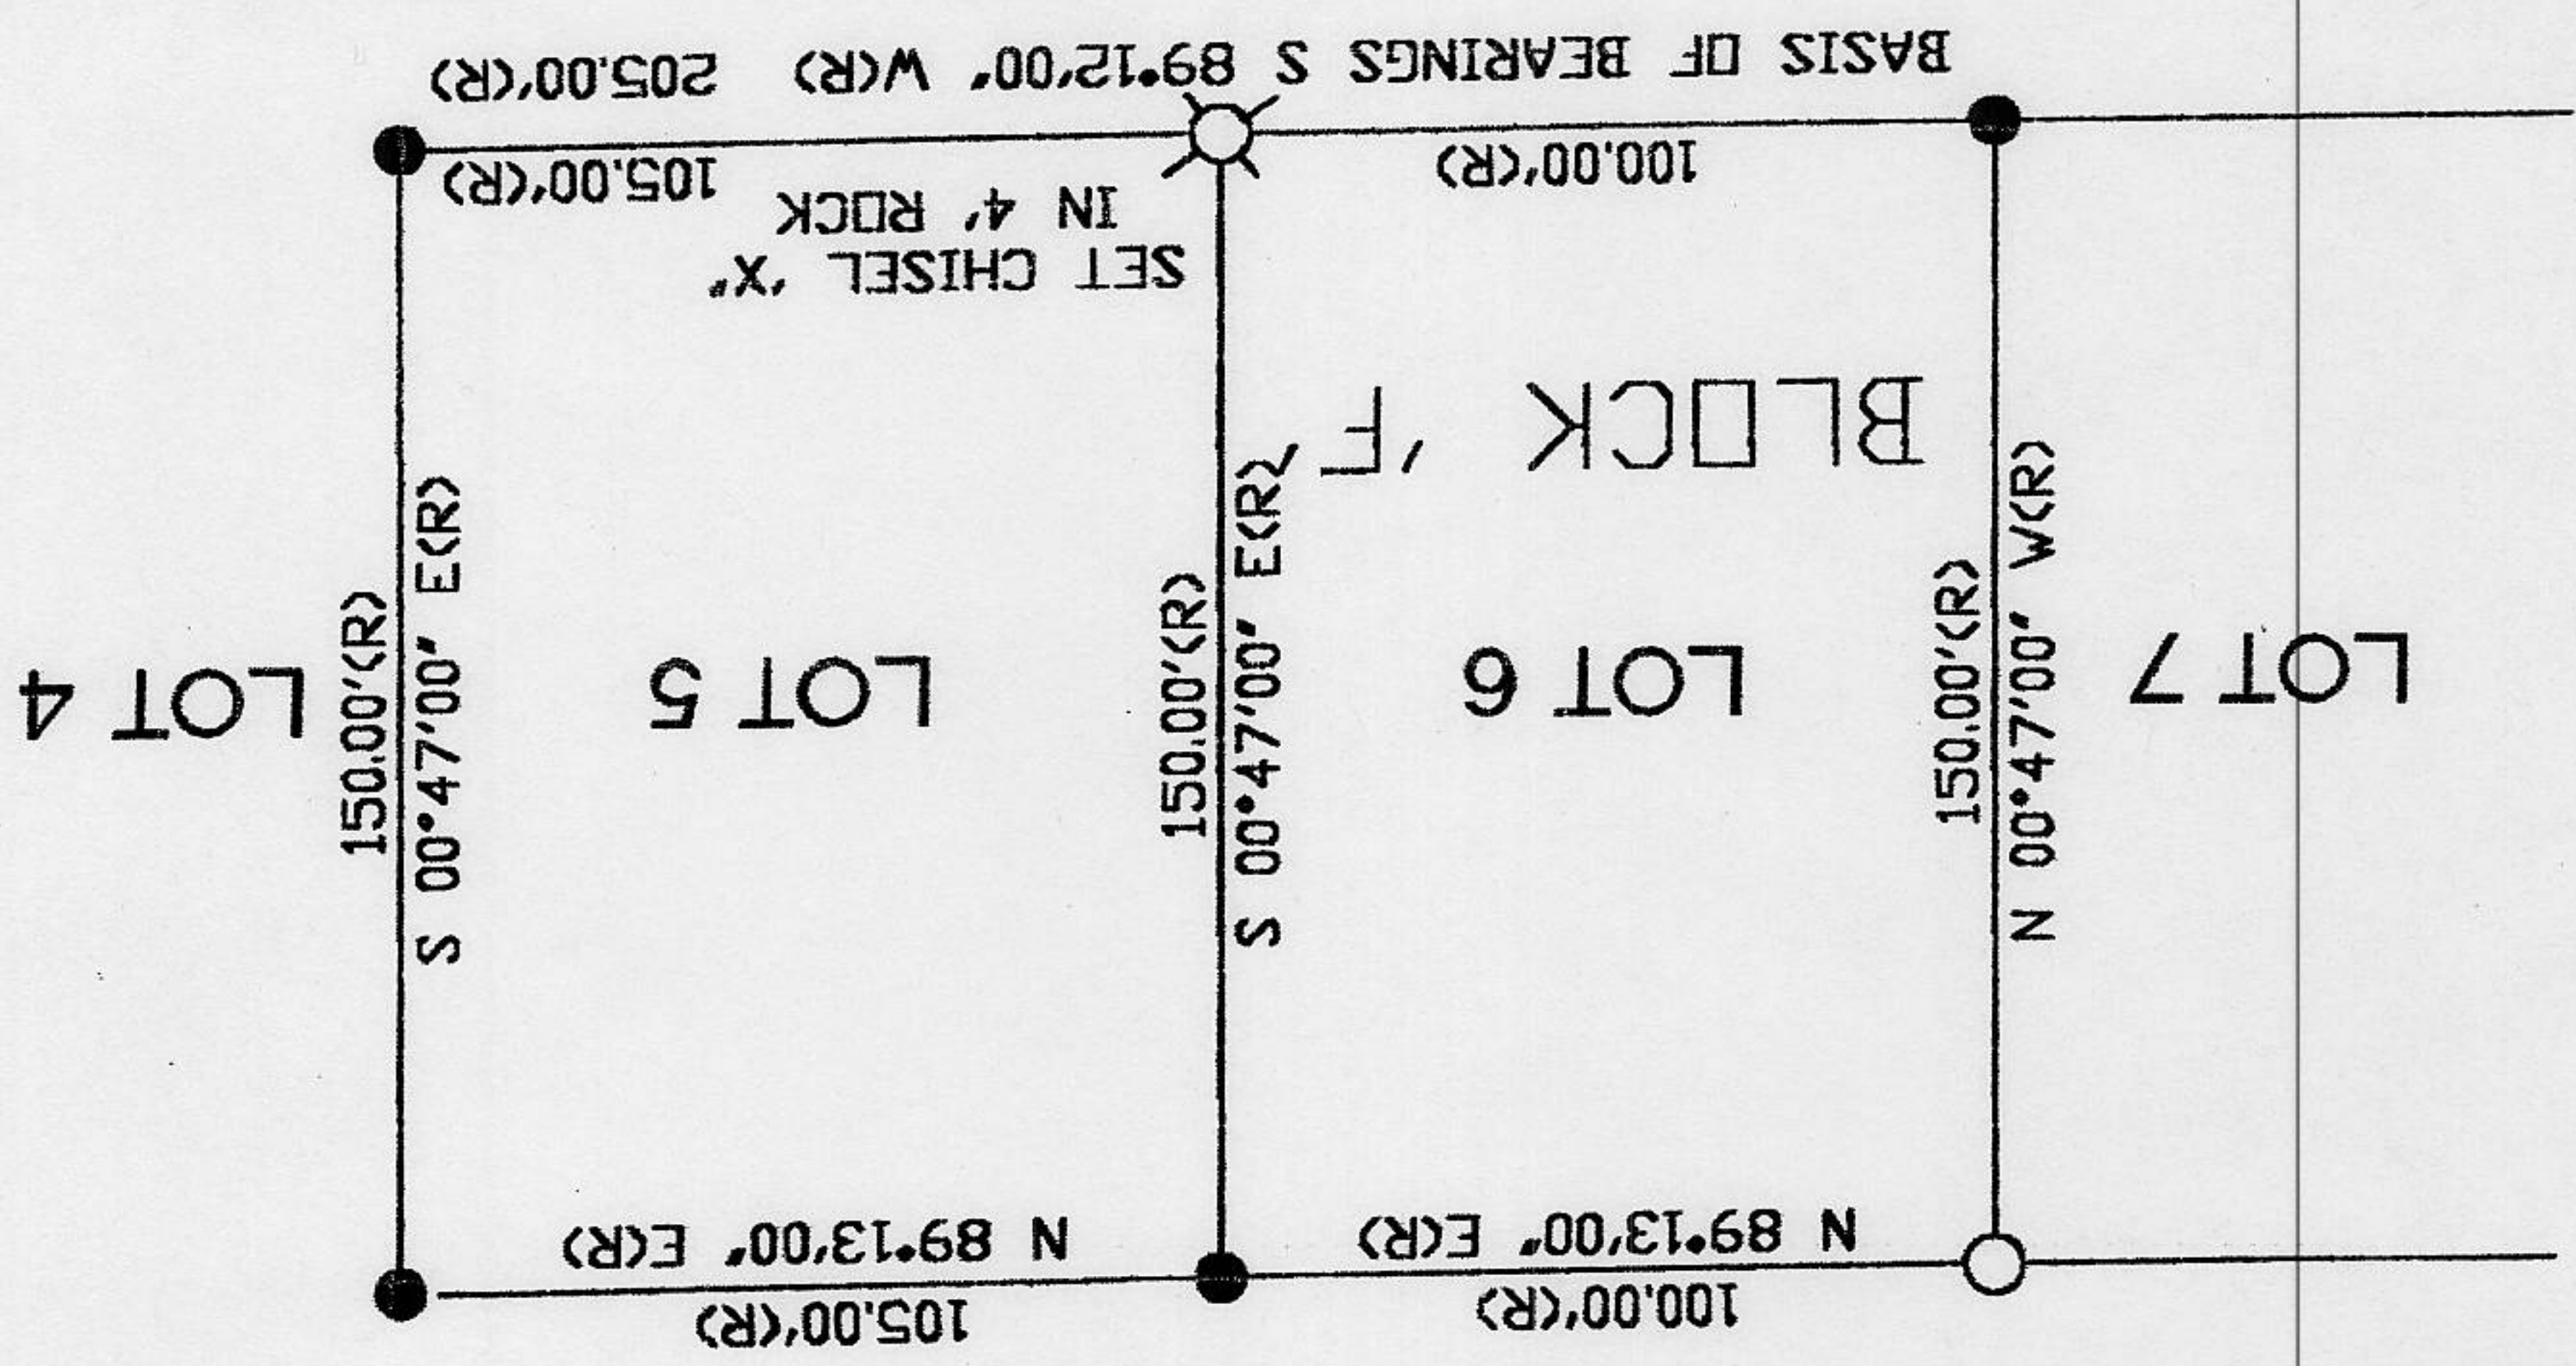 100.00'(R)
105.00'(R)
N 89°13'00" E(R)
N 89°13'00" E(R)
LOT 7
N 00°47'00" W(R)
150.00'(R)
LOT 6
S 00°47'00" E(R)
150.00'(R)
LOT 5
S 00°47'00" E(R)
150.00'(R)
LOT 4
BLOCK 'F'
SET CHISEL "X"
IN 4' ROCK
100.00'(R)
105.00'(R)
BASIS OF BEARINGS S 89°12'00" W(R) 205.00'(R)